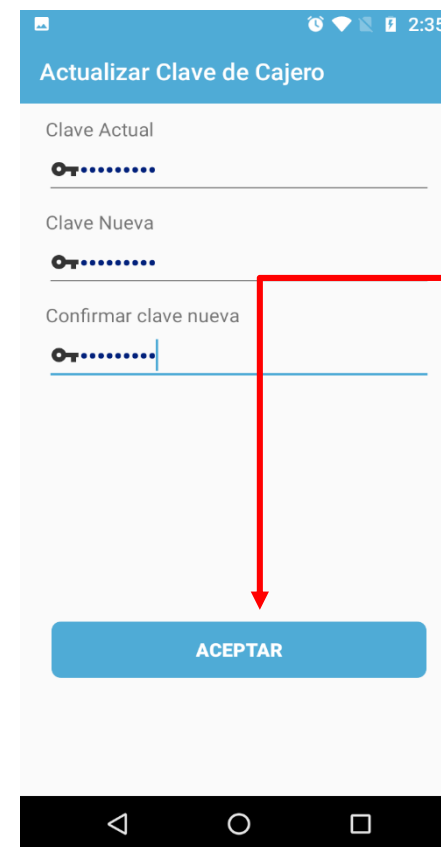 2:35
Actualizar Clave de Cajero
Clave Actual
•••••••••
Clave Nueva
•••••••••
Confirmar clave nueva
•••••••••
ACEPTAR